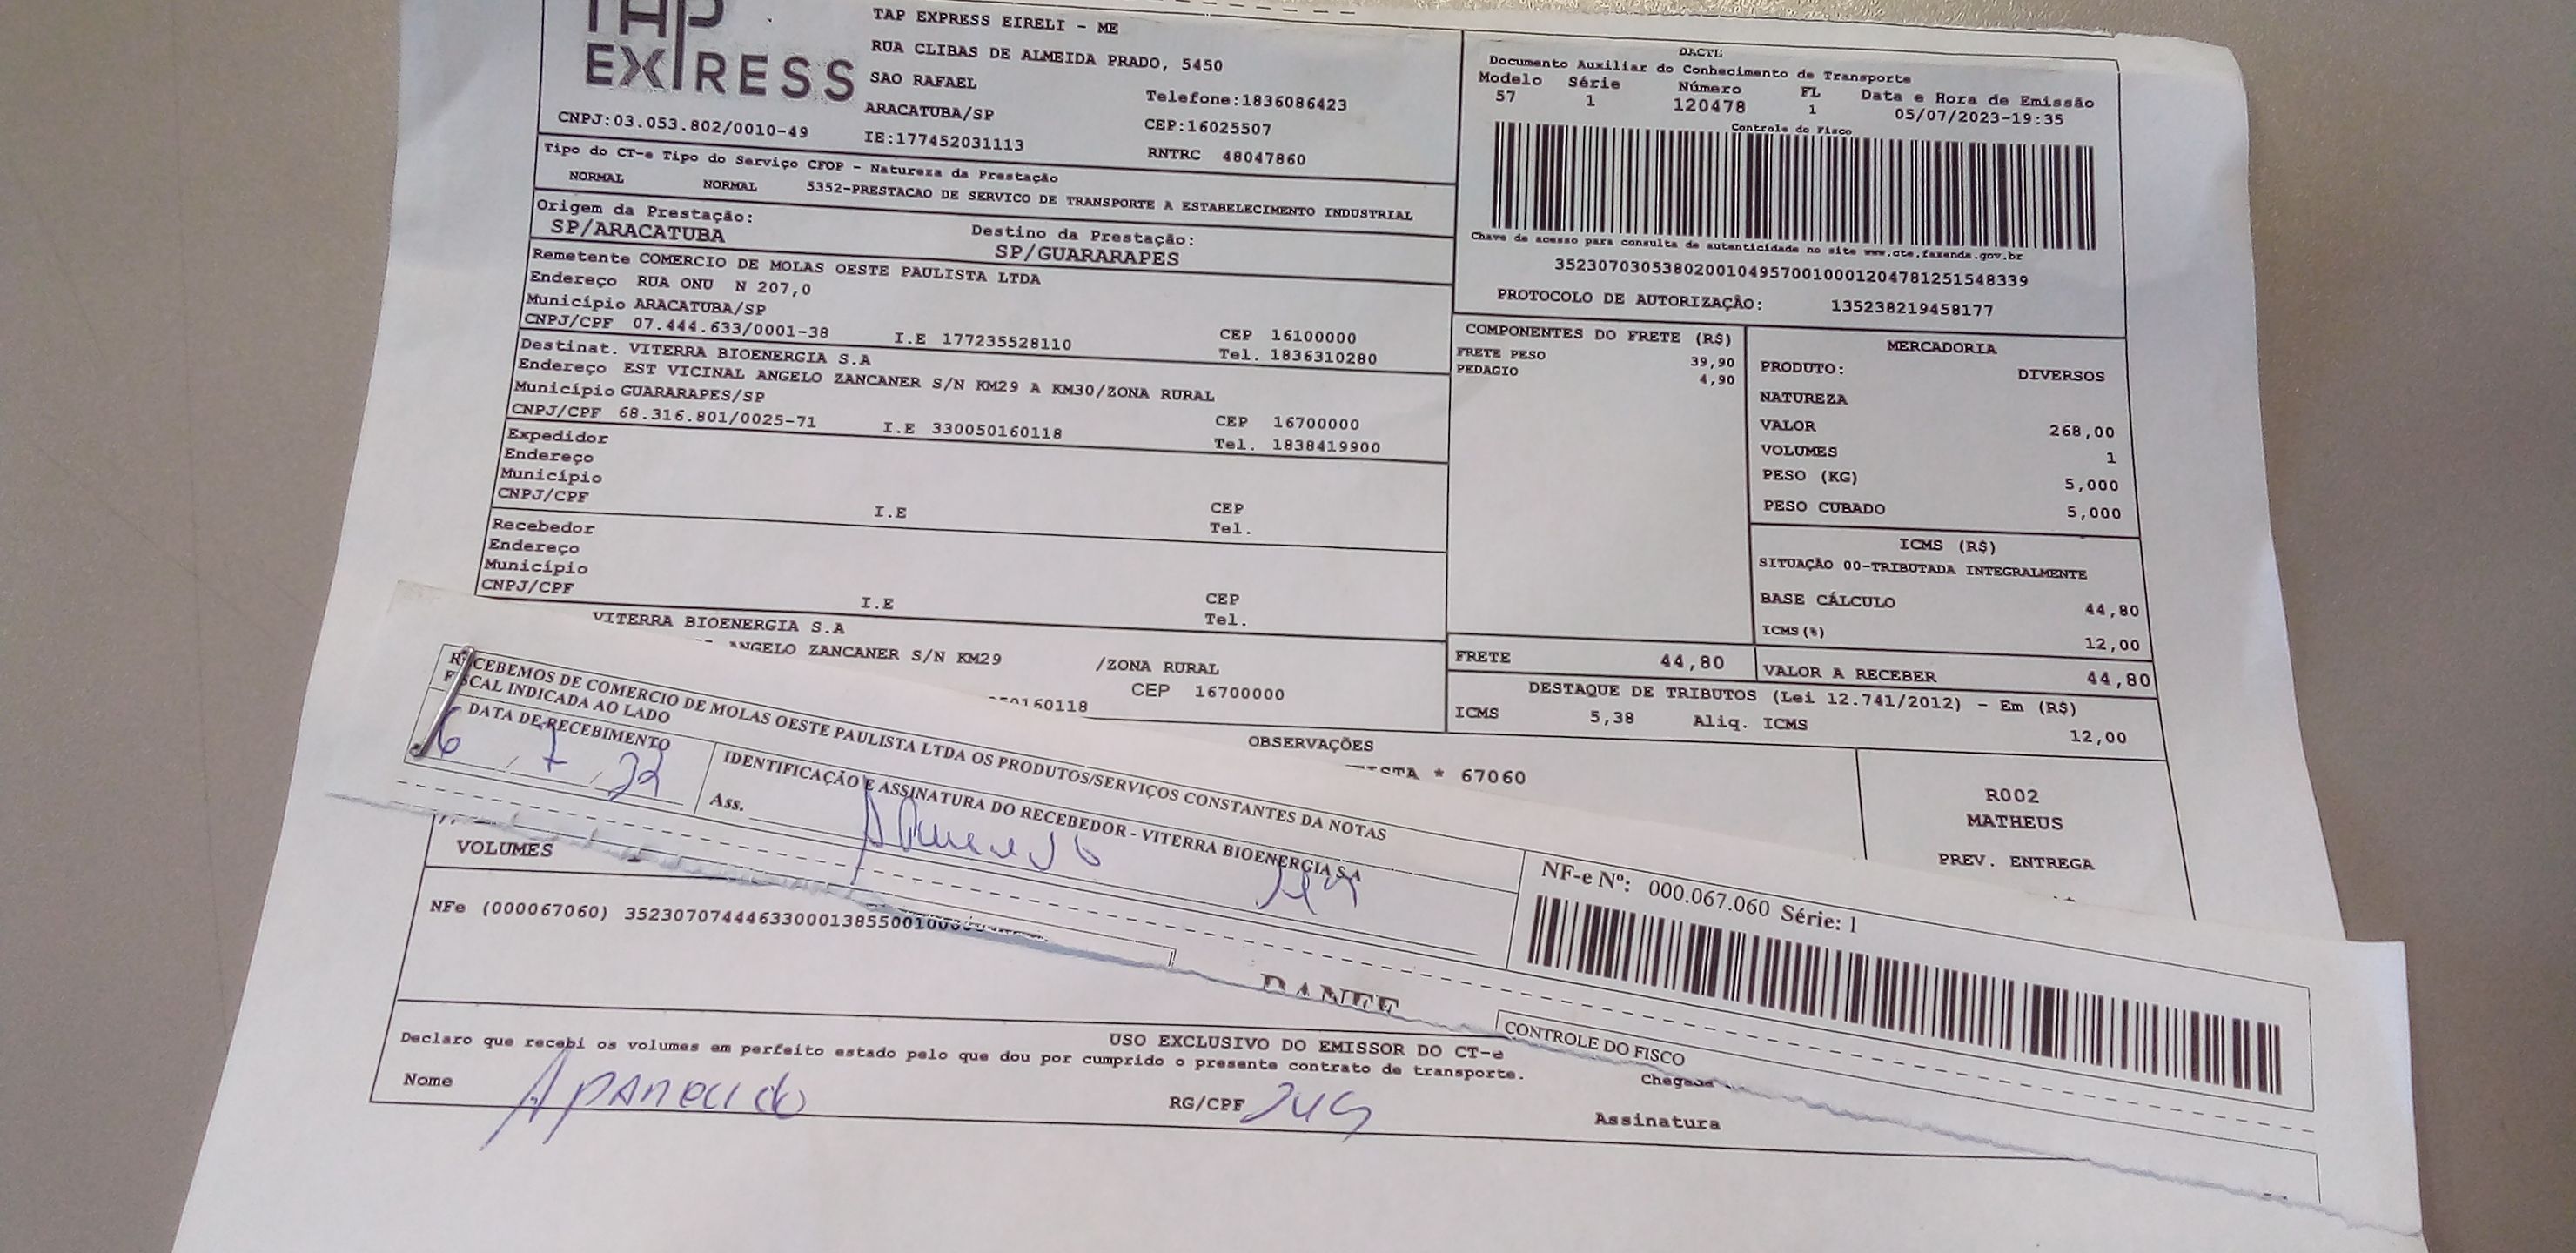 TAP
EXPRESS
CNPJ:03.053.802/0010-49
TAP EXPRESS EIRELI - ME
RUA CLIBAS DE ALMEIDA PRADO, 5450
SAO RAFAEL
Telefone:1836086423
ARACATUBA/SP
CEP:16025507
IE:177452031113
RNTRC 48047860
DACTE
Documento Auxiliar do Conhecimento de Transporte
Modelo Série Número FL Data e Hora de Emissão
57 1 120478 1 05/07/2023-19:35
Controle do Fisco
Chave de acesso para consulta de autenticidade no site www.cte.fazenda.gov.br
35230703053802001049570010001204781251548339
PROTOCOLO DE AUTORIZAÇÃO: 135238219458177
Tipo do CT-e Tipo do Serviço CFOP - Natureza da Prestação
NORMAL NORMAL 5352-PRESTACAO DE SERVICO DE TRANSPORTE A ESTABELECIMENTO INDUSTRIAL
Origem da Prestação: Destino da Prestação:
SP/ARACATUBA SP/GUARARAPES
Remetente COMERCIO DE MOLAS OESTE PAULISTA LTDA
Endereço RUA ONU N 207,0
Município ARACATUBA/SP CEP 16100000
CNPJ/CPF 07.444.633/0001-38 I.E 177235528110 Tel. 1836310280
Destinat. VITERRA BIOENERGIA S.A
Endereço EST VICINAL ANGELO ZANCANER S/N KM29 A KM30/ZONA RURAL
Município GUARARAPES/SP CEP 16700000
CNPJ/CPF 68.316.801/0025-71 I.E 330050160118 Tel. 1838419900
Expedidor
Endereço
Município CEP
CNPJ/CPF I.E Tel.
Recebedor
Endereço
Município CEP
CNPJ/CPF I.E Tel.
VITERRA BIOENERGIA S.A
ANGELO ZANCANER S/N KM29 /ZONA RURAL
CEP 16700000
50160118
COMPONENTES DO FRETE (R$)
FRETE PESO 39,90
PEDAGIO 4,90
MERCADORIA
PRODUTO: DIVERSOS
NATUREZA
VALOR 268,00
VOLUMES 1
PESO (KG) 5,000
PESO CUBADO 5,000
ICMS (R$)
SITUAÇÃO 00-TRIBUTADA INTEGRALMENTE
BASE CÁLCULO 44,80
ICMS(%) 12,00
FRETE 44,80 VALOR A RECEBER 44,80
DESTAQUE DE TRIBUTOS (Lei 12.741/2012) - Em (R$)
ICMS 5,38 Aliq. ICMS 12,00
OBSERVAÇÕES
* 67060
R002
MATHEUS
PREV. ENTREGA
RECEBEMOS DE COMERCIO DE MOLAS OESTE PAULISTA LTDA OS PRODUTOS/SERVIÇOS CONSTANTES DA NOTAS
FISCAL INDICADA AO LADO
DATA DE RECEBIMENTO
6 / 7 / 23
IDENTIFICAÇÃO E ASSINATURA DO RECEBEDOR - VITERRA BIOENERGIA S.A
Ass.
NF-e Nº: 000.067.060 Série: 1
VOLUMES
NFe (000067060) 3523070744463300013855001000
DANFE
CONTROLE DO FISCO
USO EXCLUSIVO DO EMISSOR DO CT-e
Declaro que recebi os volumes em perfeito estado pelo que dou por cumprido o presente contrato de transporte.
Chegada
Nome Aparecido RG/CPF Assinatura